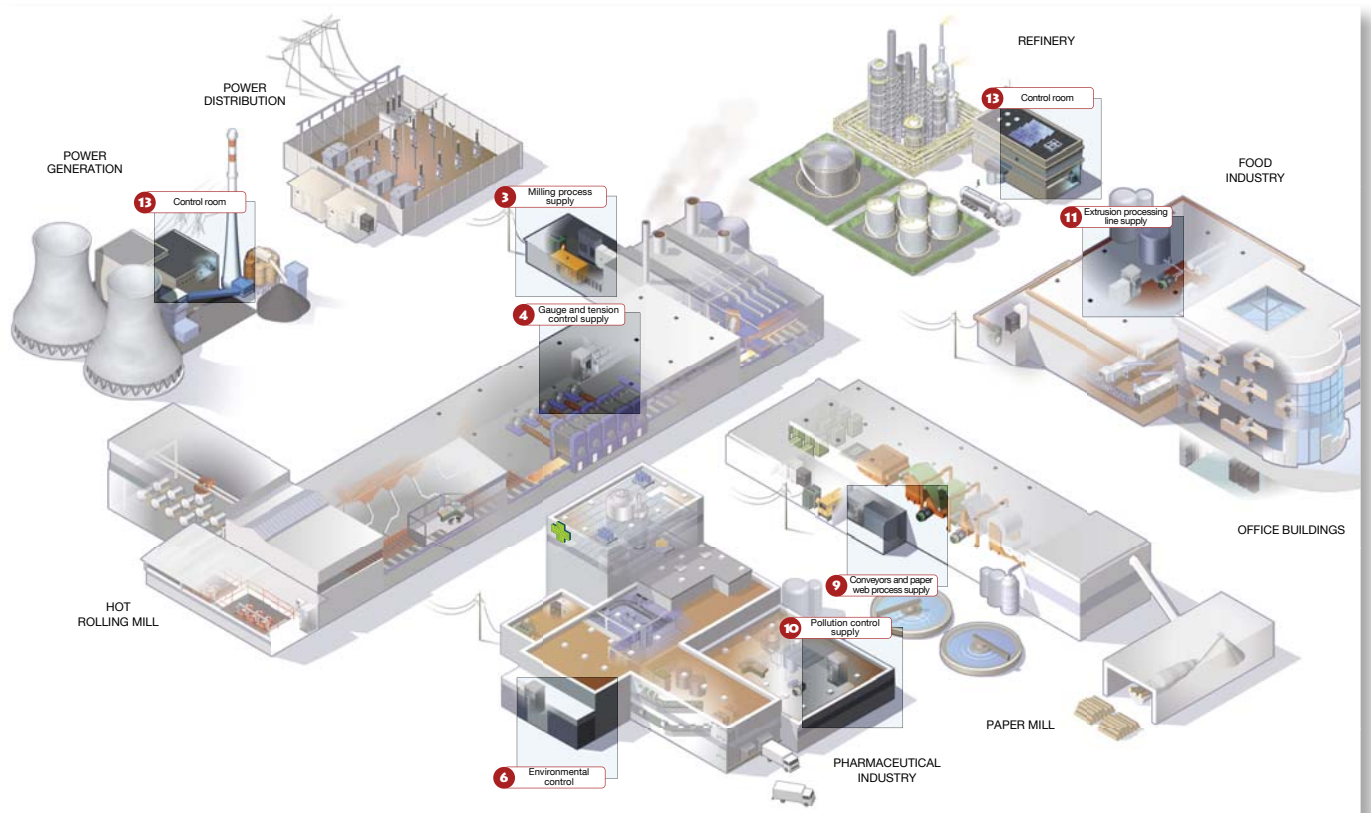 REFINERY
POWER
DISTRIBUTION
13 Control room
POWER
GENERATION
FOOD
INDUSTRY
13 Control room
3 Milling process
supply
11 Extrusion processing
line supply
4 Gauge and tension
control supply
OFFICE BUILDINGS
9 Conveyors and paper
web process supply
HOT
ROLLING MILL
10 Pollution control
supply
PAPER MILL
PHARMACEUTICAL
INDUSTRY
6 Environmental
control